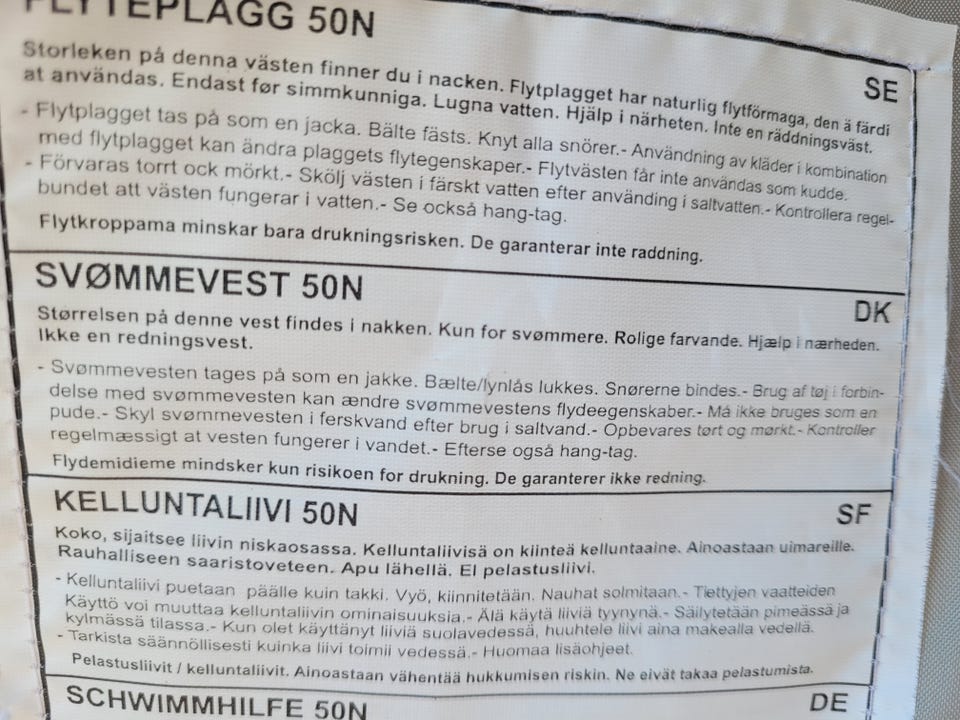 FLYTEPLAGG 50N
SE
Storleken på denna västen finner du i nacken. Flytplagget har naturlig flytförmaga, den ä färdi
at användas. Endast før simmkunniga. Lugna vatten. Hjälp i närheten. Inte en räddningsväst.
- Flytplagget tas på som en jacka. Bälte fästs. Knyt alla snörer.- Användning av kläder i kombination
med flytplagget kan ändra plaggets flytegenskaper.- Flytvästen får inte användas som kudde.
- Förvaras torrt ock mörkt.- Skölj västen i färskt vatten efter använding i saltvatten.- Kontrollera regel-
bundet att västen fungerar i vatten.- Se också hang-tag.
Flytkroppama minskar bara drukningsrisken. De garanterar inte raddning.
SVØMMEVEST 50N
DK
Størrelsen på denne vest findes i nakken. Kun for svømmere. Rolige farvande. Hjælp i nærheden.
Ikke en redningsvest.
- Svømmevesten tages på som en jakke. Bælte/lynlås lukkes. Snørerne bindes.- Brug af tøj i forbin-
delse med svømmevesten kan ændre svømmevestens flydeegenskaber.- Må ikke bruges som en
pude.- Skyl svømmevesten i ferskvand efter brug i saltvand.- Opbevares tørt og mørkt.- Kontroller
regelmæssigt at vesten fungerer i vandet.- Efterse også hang-tag.
Flydemidieme mindsker kun risikoen for drukning. De garanterer ikke redning.
KELLUNTALIIVI 50N
SF
Koko, sijaitsee liivin niskaosassa. Kelluntaliivisä on kiinteä kelluntaaine. Ainoastaan uimareille.
Rauhalliseen saaristoveteen. Apu lähellä. EI pelastusliivi.
- Kelluntaliivi puetaan päälle kuin takki. Vyö, kiinnitetään. Nauhat solmitaan.- Tiettyjen vaatteiden
Käyttö voi muuttaa kelluntaliivin ominaisuuksia.- Älä käytä liiviä tyynynä.- Säilytetään pimeässä ja
kylmässä tilassa.- Kun olet käyttänyt liiviä suolavedessä, huuhtele liivi aina makealla vedellä.
- Tarkista säännöllisesti kuinka liivi toimii vedessä.- Huomaa lisäohjeet.
Pelastusliivit / kelluntaliivit. Ainoastaan vähentää hukkumisen riskin. Ne eivät takaa pelastumista.
SCHWIMMHILFE 50N
DE